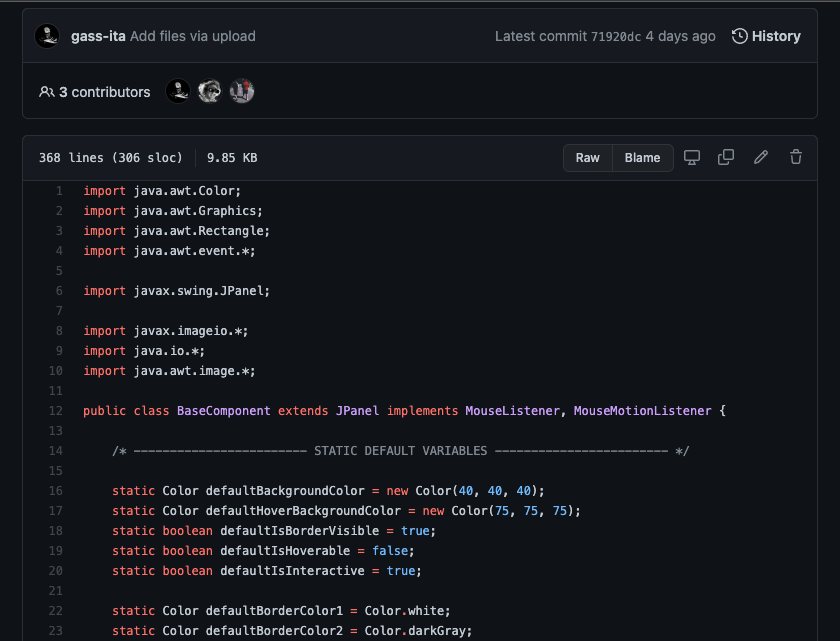 gass-ita Add files via upload
Latest commit 71920dc 4 days ago
History
3 contributors
368 lines (306 sloc) 9.85 KB
Raw Blame
1 import java.awt.Color;
2 import java.awt.Graphics;
3 import java.awt.Rectangle;
4 import java.awt.event.*;
5
6 import javax.swing.JPanel;
7
8 import javax.imageio.*;
9 import java.io.*;
10 import java.awt.image.*;
11
12 public class BaseComponent extends JPanel implements MouseListener, MouseMotionListener {
13
14 /* ------------------------ STATIC DEFAULT VARIABLES ------------------------ */
15
16 static Color defaultBackgroundColor = new Color(40, 40, 40);
17 static Color defaultHoverBackgroundColor = new Color(75, 75, 75);
18 static boolean defaultIsBorderVisible = true;
19 static boolean defaultIsHoverable = false;
20 static boolean defaultIsInteractive = true;
21
22 static Color defaultBorderColor1 = Color.white;
23 static Color defaultBorderColor2 = Color.darkGray;